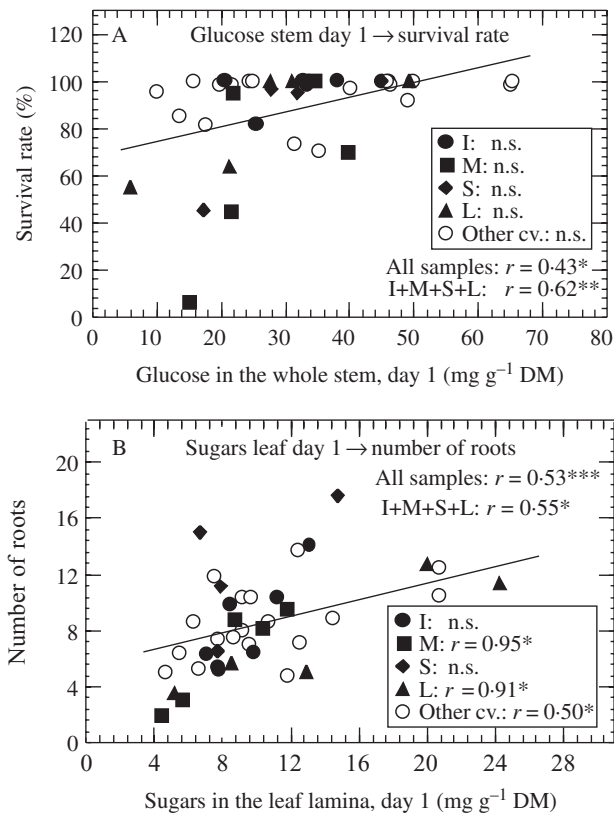 A Glucose stem day 1 → survival rate
120
100
80
60
40
20
0
Survival rate (%)
I: n.s.
M: n.s.
S: n.s.
L: n.s.
Other cv.: n.s.
All samples: r = 0·43*
I+M+S+L: r = 0·62**
0 10 20 30 40 50 60 70 80
Glucose in the whole stem, day 1 (mg g⁻¹ DM)
B Sugars leaf day 1 → number of roots
All samples: r = 0·53***
I+M+S+L: r = 0·55*
20
16
12
8
4
0
Number of roots
I: n.s.
M: r = 0·95*
S: n.s.
L: r = 0·91*
Other cv.: r = 0·50*
0 4 8 12 16 20 24 28
Sugars in the leaf lamina, day 1 (mg g⁻¹ DM)